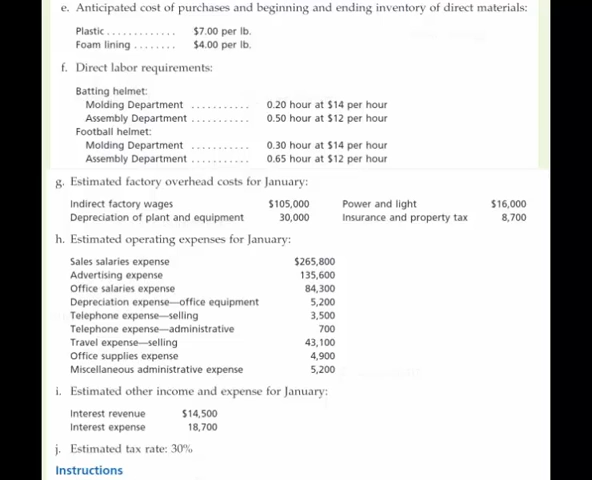 e. Anticipated cost of purchases and beginning and ending inventory of direct materials:
Plastic . . . . . . . . . . . . . $7.00 per lb.
Foam lining . . . . . . . . $4.00 per lb.
f. Direct labor requirements:
Batting helmet:
Molding Department . . . . . . . . . . . 0.20 hour at $14 per hour
Assembly Department . . . . . . . . . . . 0.50 hour at $12 per hour
Football helmet:
Molding Department . . . . . . . . . . . 0.30 hour at $14 per hour
Assembly Department . . . . . . . . . . . 0.65 hour at $12 per hour
g. Estimated factory overhead costs for January:
Indirect factory wages $105,000 Power and light $16,000
Depreciation of plant and equipment 30,000 Insurance and property tax 8,700
h. Estimated operating expenses for January:
Sales salaries expense $265,800
Advertising expense 135,600
Office salaries expense 84,300
Depreciation expense—office equipment 5,200
Telephone expense—selling 3,500
Telephone expense—administrative 700
Travel expense—selling 43,100
Office supplies expense 4,900
Miscellaneous administrative expense 5,200
i. Estimated other income and expense for January:
Interest revenue $14,500
Interest expense 18,700
j. Estimated tax rate: 30%
Instructions